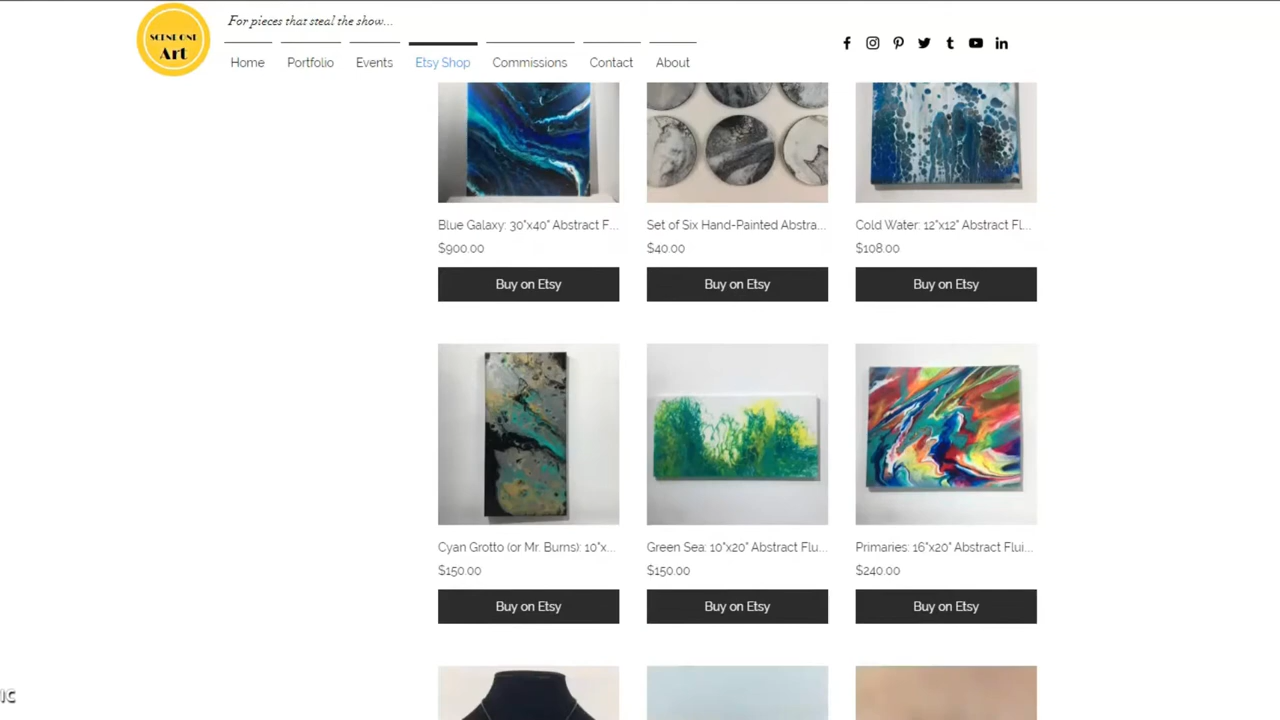 SCENE ONE
Art
For pieces that steal the show...
Home Portfolio Events Etsy Shop Commissions Contact About
Blue Galaxy: 30"x40" Abstract F... Set of Six Hand-Painted Abstra... Cold Water: 12"x12" Abstract Fl...
$900.00 $40.00 $108.00
Buy on Etsy Buy on Etsy Buy on Etsy
Cyan Grotto (or Mr. Burns): 10"x... Green Sea: 10"x20" Abstract Flu... Primaries: 16"x20" Abstract Flui...
$150.00 $150.00 $240.00
Buy on Etsy Buy on Etsy Buy on Etsy
IC